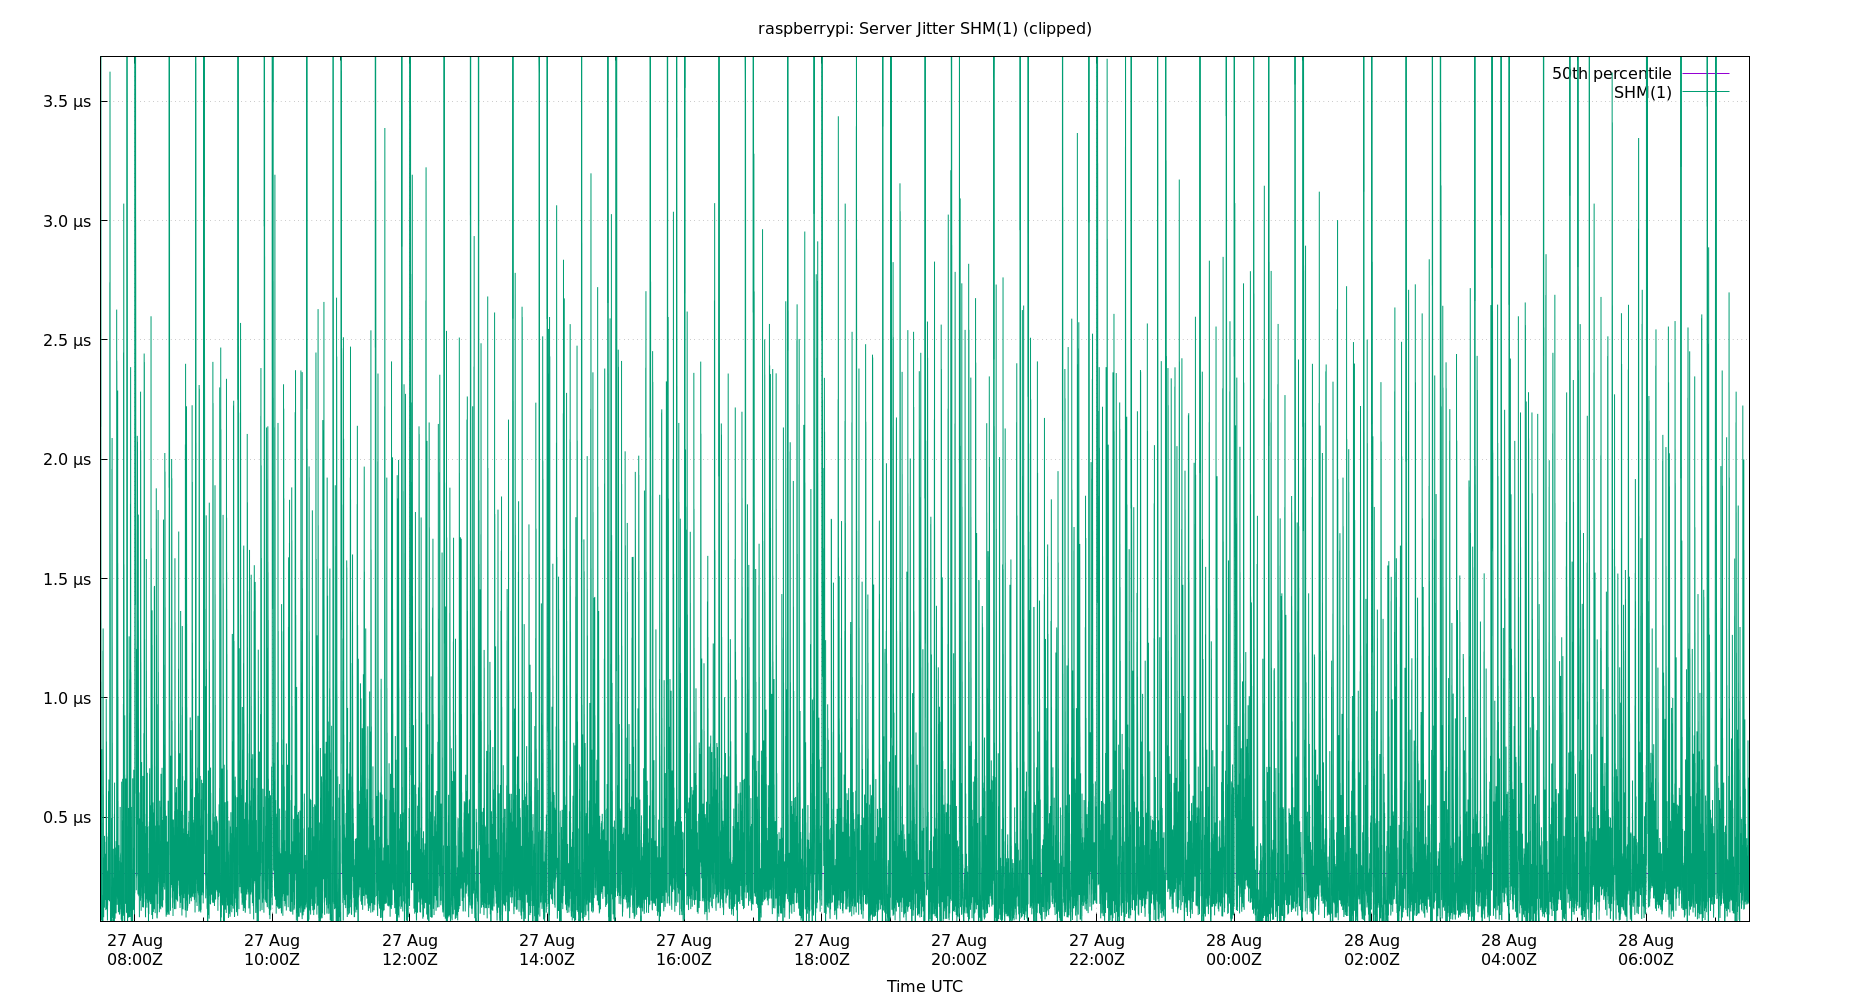 raspberrypi: Server Jitter SHM(1) (clipped)
50th percentile
SHM(1)
3.5 μs
3.0 μs
2.5 μs
2.0 μs
1.5 μs
1.0 μs
0.5 μs
27 Aug 27 Aug 27 Aug 27 Aug 27 Aug 27 Aug 27 Aug 27 Aug 28 Aug 28 Aug 28 Aug 28 Aug
08:00Z 10:00Z 12:00Z 14:00Z 16:00Z 18:00Z 20:00Z 22:00Z 00:00Z 02:00Z 04:00Z 06:00Z
Time UTC